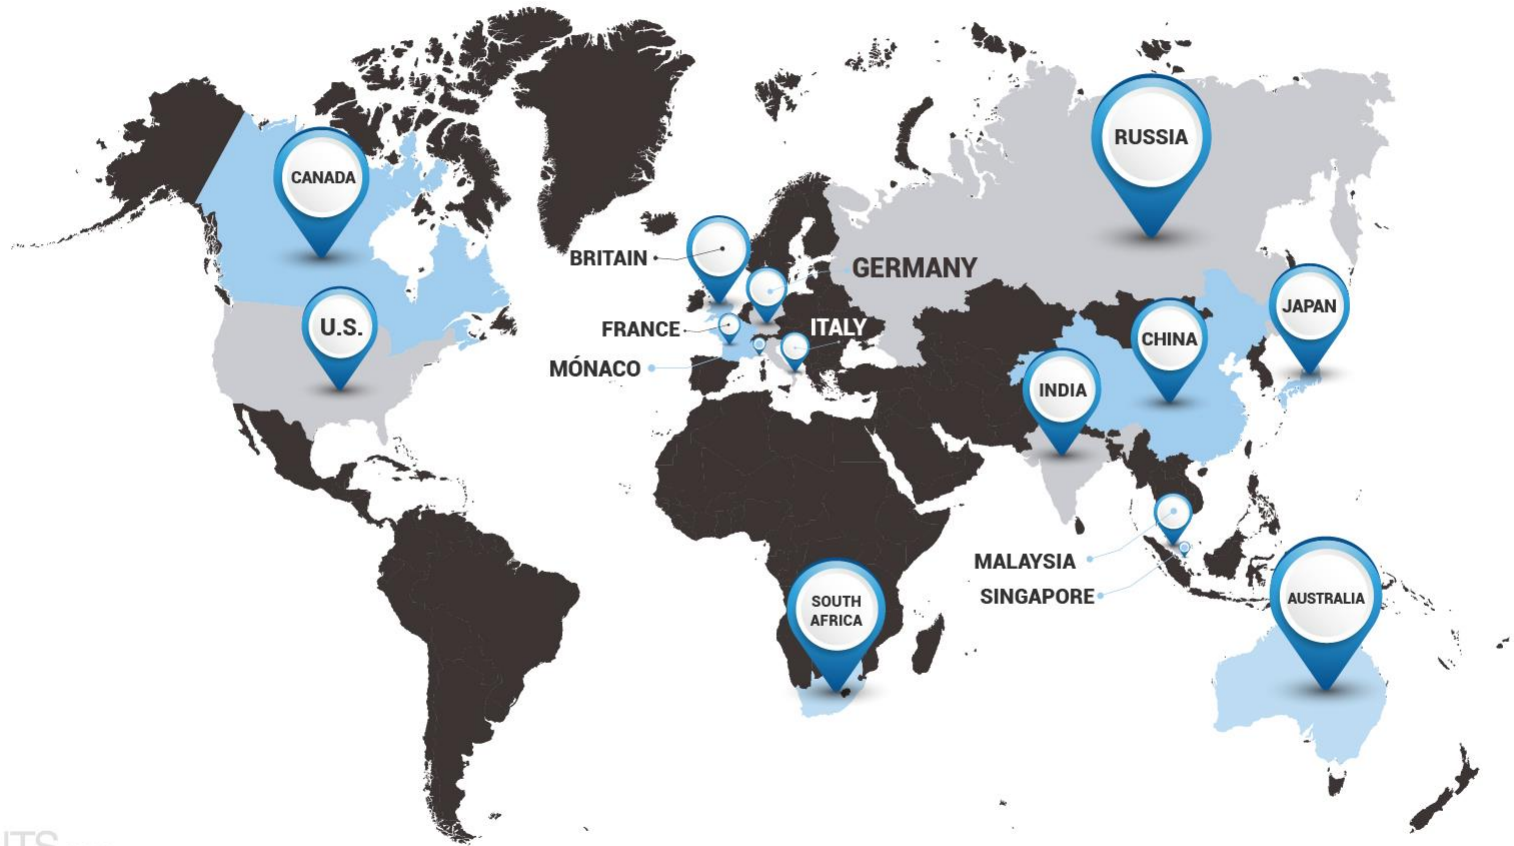 RUSSIA
CANADA
BRITAIN
GERMANY
JAPAN
U.S.
FRANCE
ITALY
CHINA
MÓNACO
INDIA
MALAYSIA
SINGAPORE
SOUTH
AFRICA
AUSTRALIA